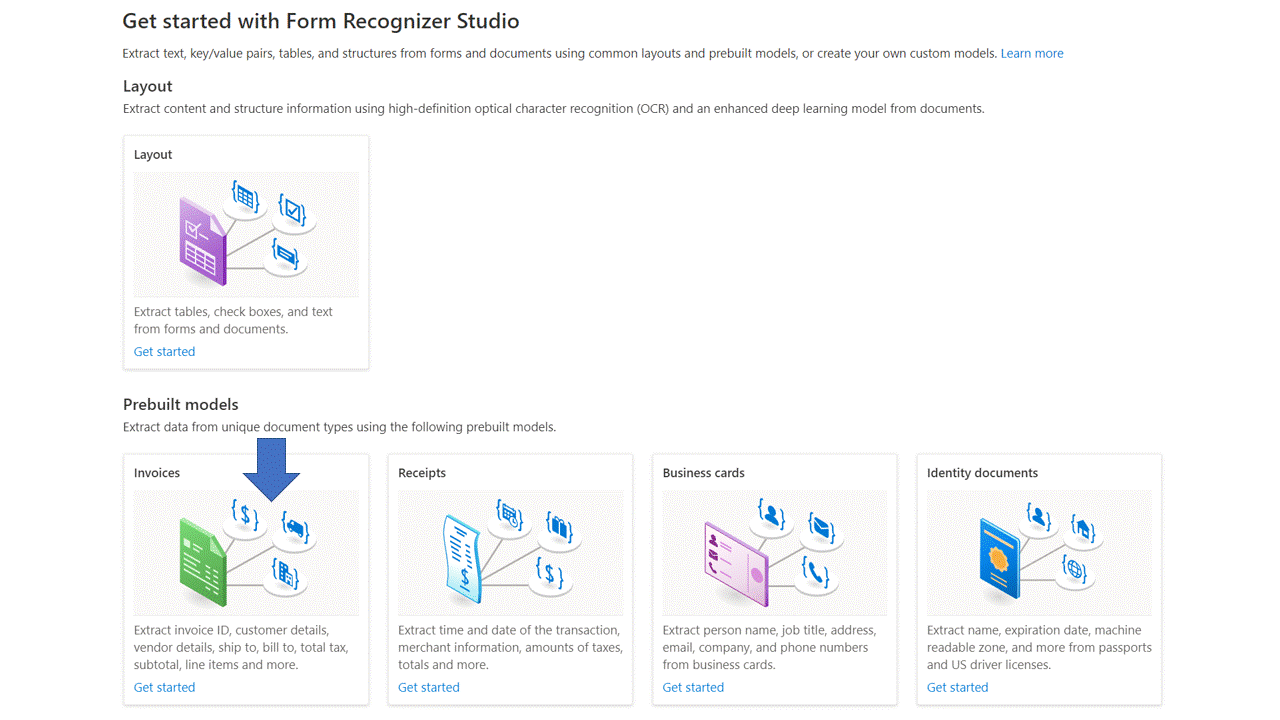 Get started with Form Recognizer Studio
Extract text, key/value pairs, tables, and structures from forms and documents using common layouts and prebuilt models, or create your own custom models. Learn more
Layout
Extract content and structure information using high-definition optical character recognition (OCR) and an enhanced deep learning model from documents.
Layout
Extract tables, check boxes, and text
from forms and documents.
Get started
Prebuilt models
Extract data from unique document types using the following prebuilt models.
Invoices
Extract invoice ID, customer details,
vendor details, ship to, bill to, total tax,
subtotal, line items and more.
Get started
Receipts
Extract time and date of the transaction,
merchant information, amounts of taxes,
totals and more.
Get started
Business cards
Extract person name, job title, address,
email, company, and phone numbers
from business cards.
Get started
Identity documents
Extract name, expiration date, machine
readable zone, and more from passports
and US driver licenses.
Get started